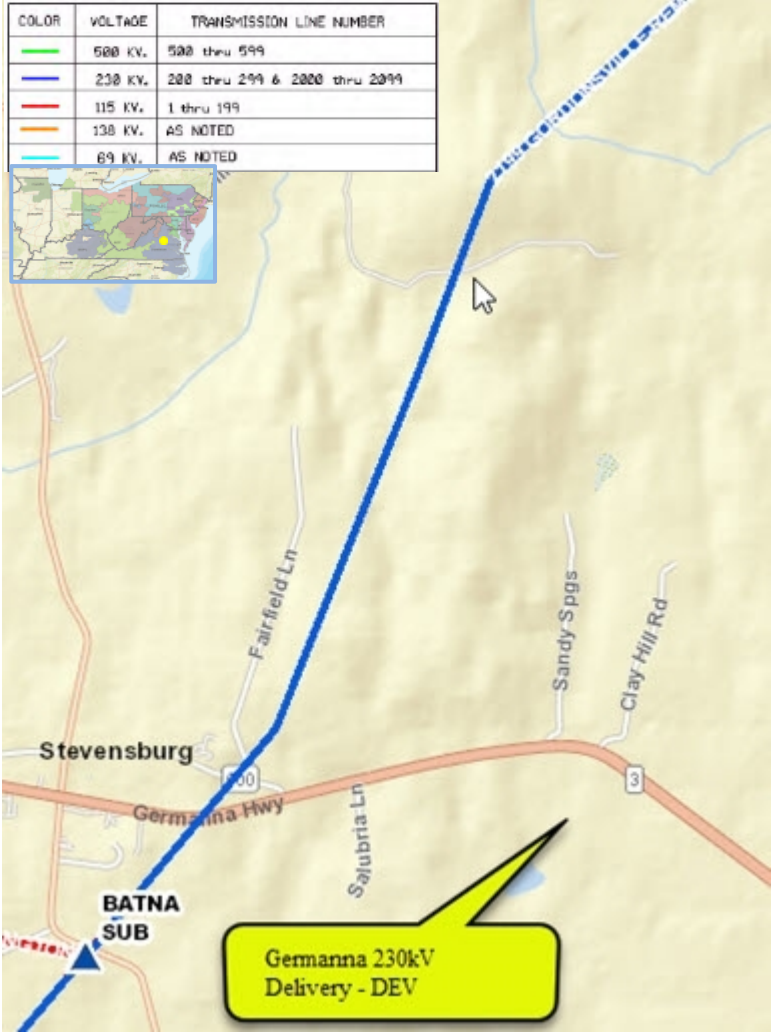 COLOR VOLTAGE TRANSMISSION LINE NUMBER
500 KV. 500 thru 599
230 KV. 200 thru 299 & 2000 thru 2099
115 KV. 1 thru 199
138 KV. AS NOTED
69 KV. AS NOTED
GORDONSVILLE
Fairfield Ln
Sandy Spgs
Clay Hill Rd
Stevensburg
3
Germanna Hwy
Salubria Ln
BATNA
SUB
Germanna 230kV
Delivery - DEV